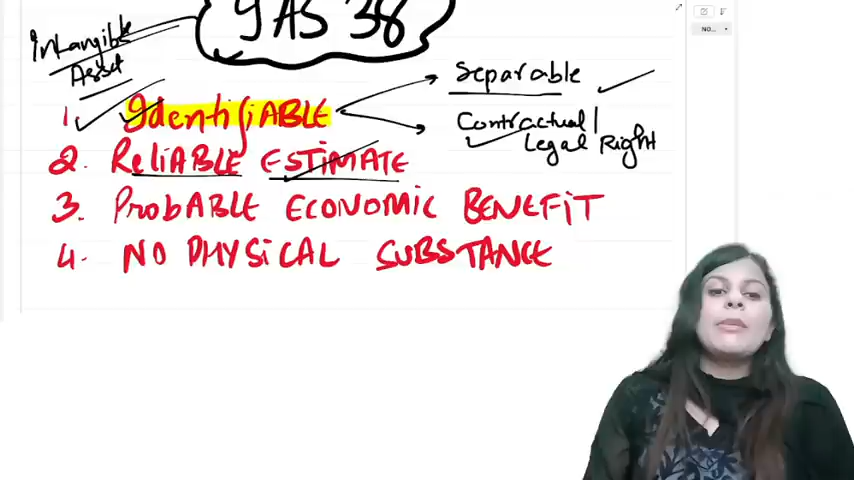 IAS 38
Intangible
Asset
1. IdentifiABLE
Separable
Contractual/
Legal Right
2. ReLIABLE ESTIMATE
3. PRobABLE ECONOMIC BENEFIT
4. NO PHYSICAL SUBSTANCE
NO...